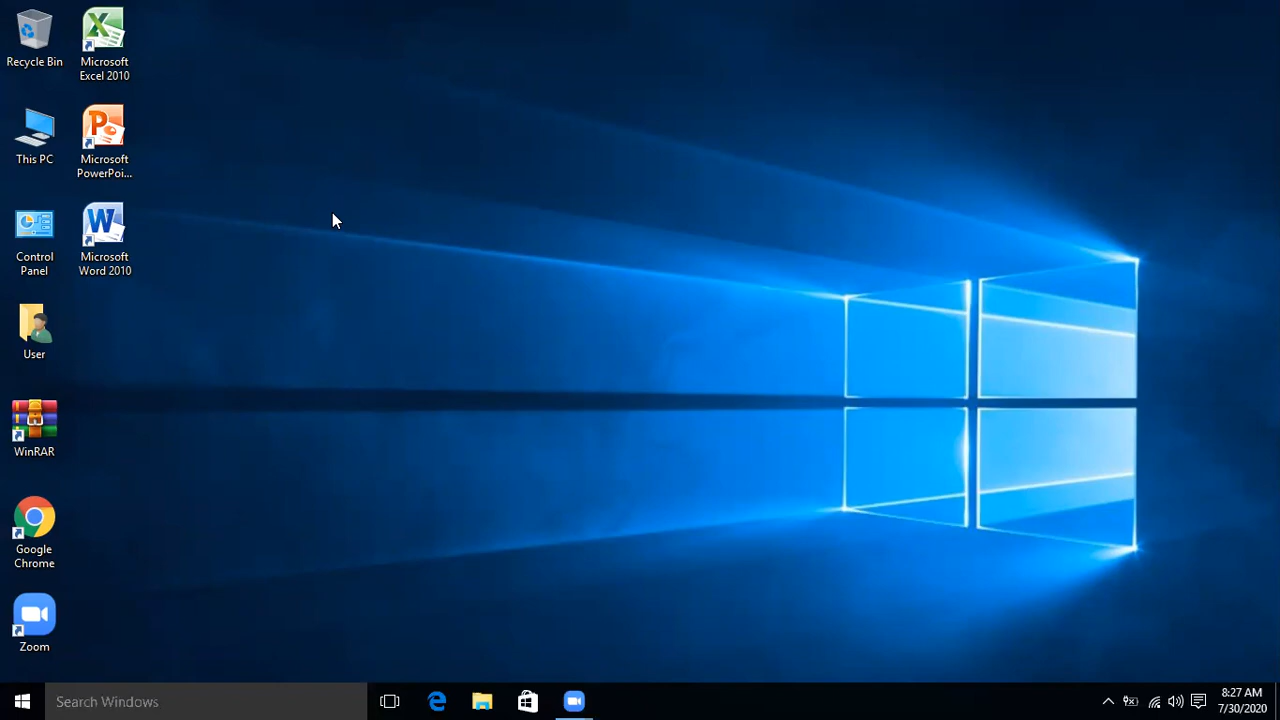 Recycle Bin
Microsoft
Excel 2010
This PC
Microsoft
PowerPoi...
Control
Panel
Microsoft
Word 2010
User
WinRAR
Google
Chrome
Zoom
Search Windows
8:27 AM
7/30/2020